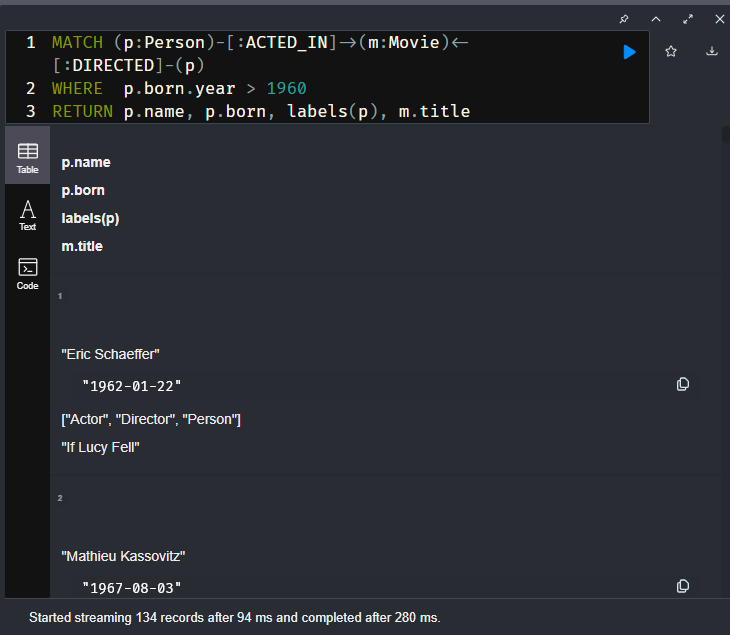 1 MATCH (p:Person)-[:ACTED_IN]->(m:Movie)<-
[:DIRECTED]-(p)
2 WHERE  p.born.year > 1960
3 RETURN p.name, p.born, labels(p), m.title
Table
Text
Code
p.name
p.born
labels(p)
m.title
1
"Eric Schaeffer"
"1962-01-22"
["Actor", "Director", "Person"]
"If Lucy Fell"
2
"Mathieu Kassovitz"
"1967-08-03"
Started streaming 134 records after 94 ms and completed after 280 ms.